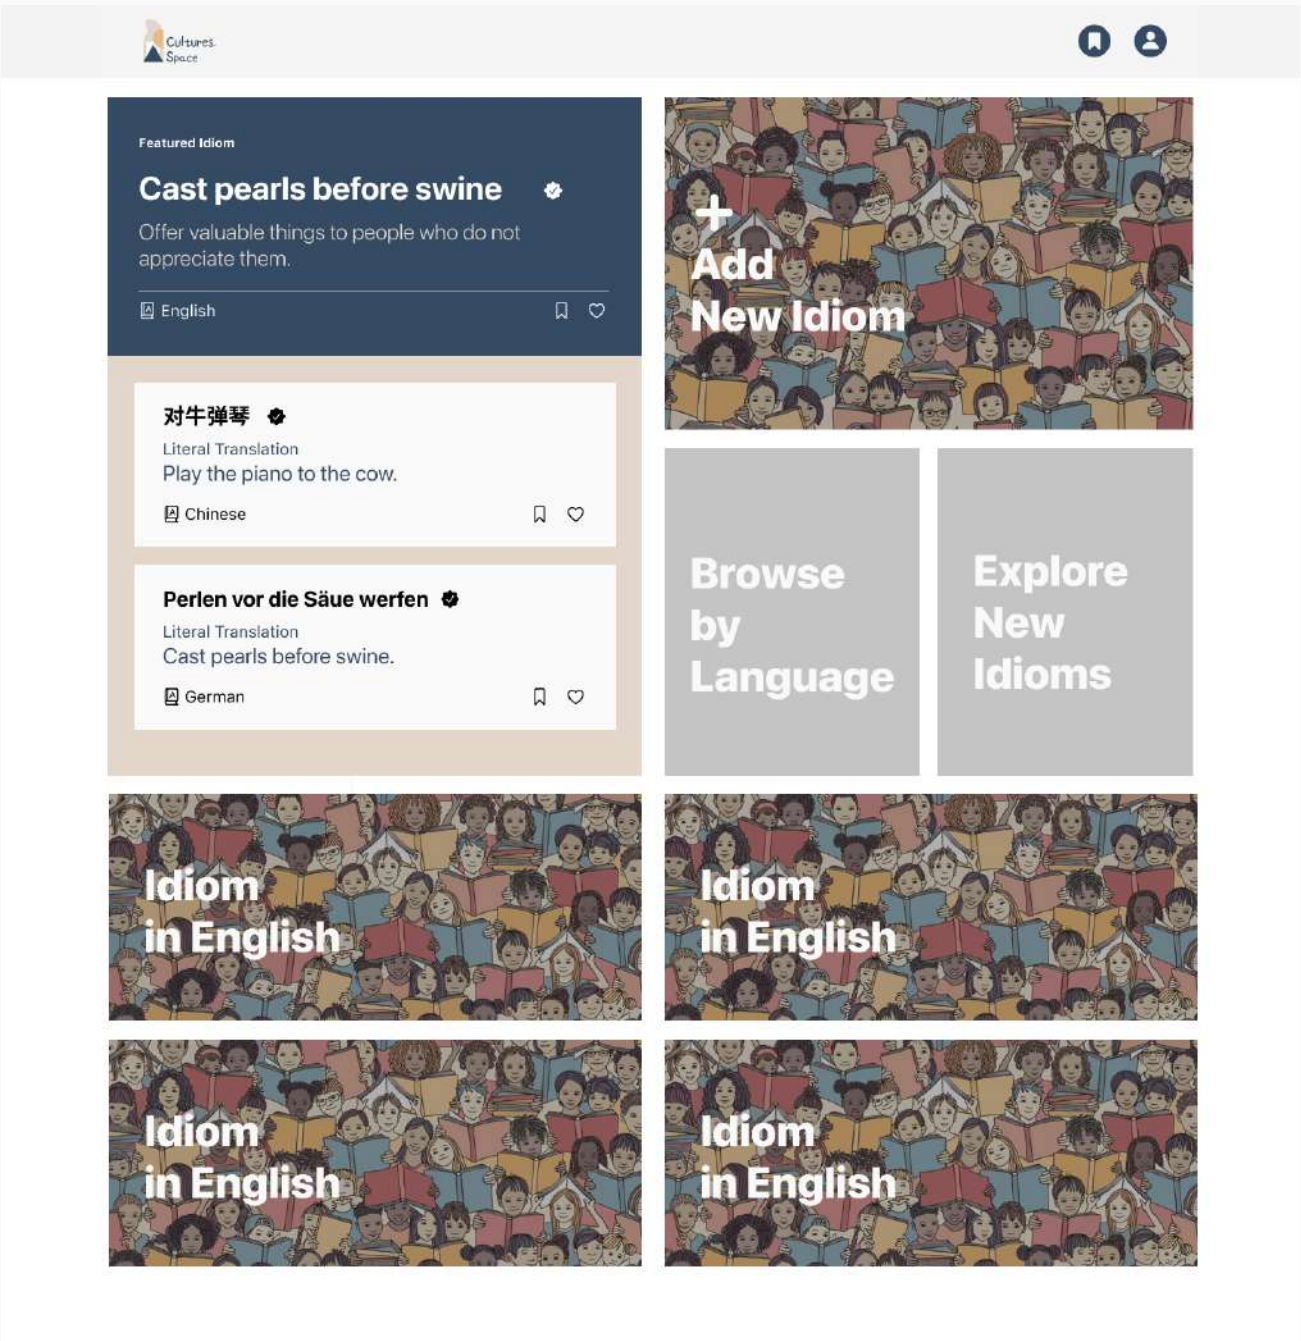 Cultures.
Space
Featured Idiom
Cast pearls before swine
Offer valuable things to people who do not
appreciate them.
English
对牛弹琴
Literal Translation
Play the piano to the cow.
Chinese
Perlen vor die Säue werfen
Literal Translation
Cast pearls before swine.
German
+
Add
New Idiom
Browse
by
Language
Explore
New
Idioms
Idiom
in English
Idiom
in English
Idiom
in English
Idiom
in English